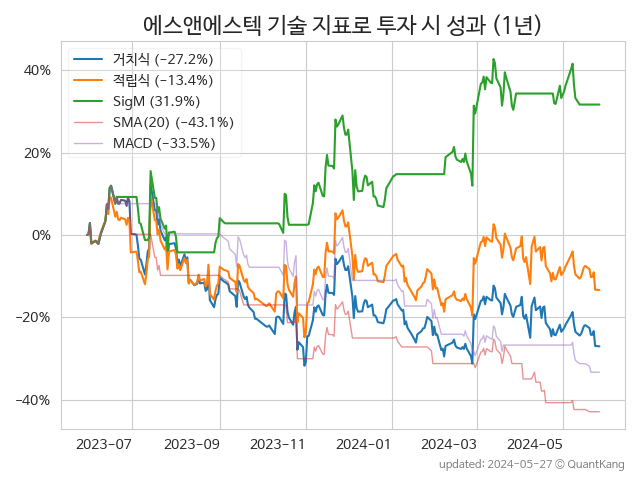 에스앤에스텍 기술 지표로 투자 시 성과 (1년)
거치식 (-27.2%)
적립식 (-13.4%)
SigM (31.9%)
SMA(20) (-43.1%)
MACD (-33.5%)
40%
20%
0%
-20%
-40%
2023-07 2023-09 2023-11 2024-01 2024-03 2024-05
updated: 2024-05-27 © QuantKang